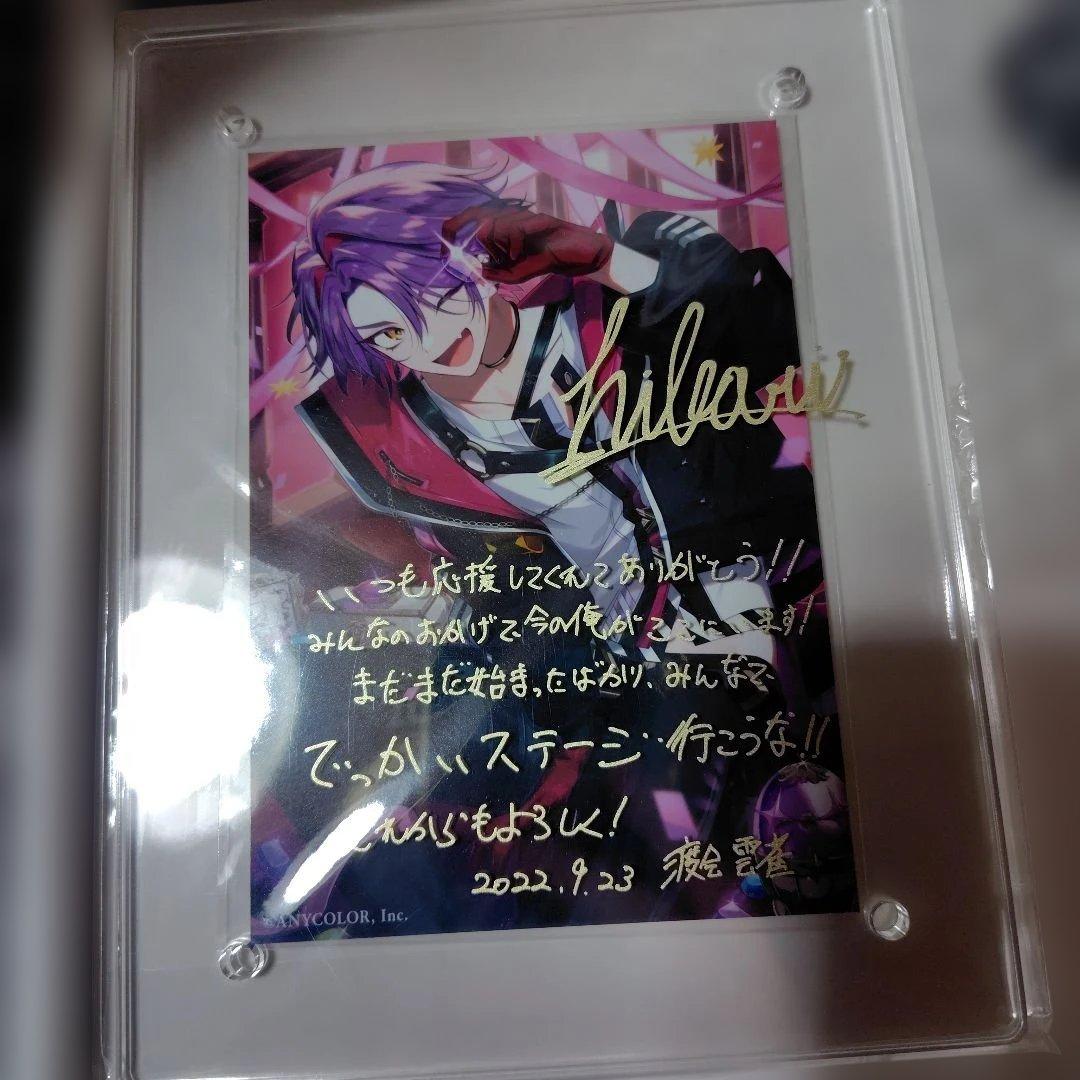 hibari
いつも応援してくれてありがとう!!
みんなのおかげで今の俺がここにいます!
まだまだ始まったばかり、みんなで
でっかいステージ行こうな!!
これからもよろしく!
2022.9.23 渡会 雲雀
©ANYCOLOR, Inc.